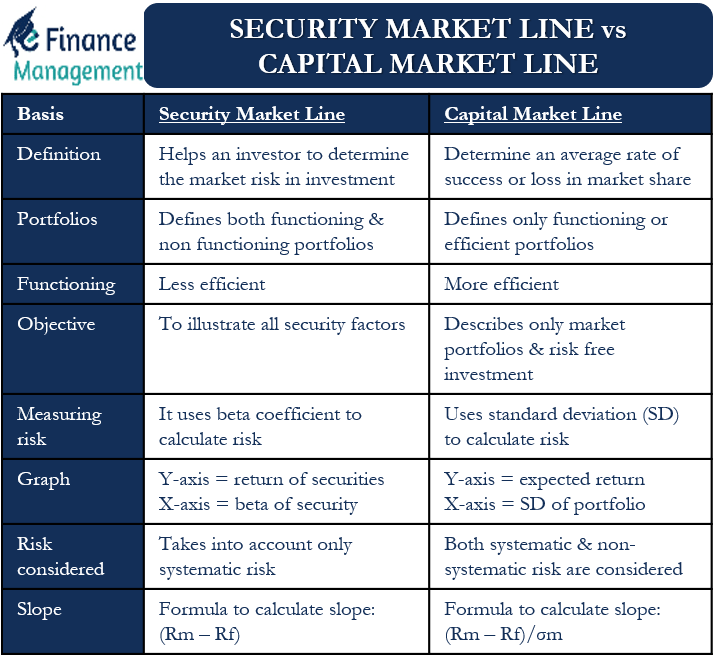 eFinance
Management
SECURITY MARKET LINE vs
CAPITAL MARKET LINE
Basis
Security Market Line
Capital Market Line
Definition
Helps an investor to determine
the market risk in investment
Determine an average rate of
success or loss in market share
Portfolios
Defines both functioning &
non functioning portfolios
Defines only functioning or
efficient portfolios
Functioning
Less efficient
More efficient
Objective
To illustrate all security factors
Describes only market
portfolios & risk free
investment
Measuring
risk
It uses beta coefficient to
calculate risk
Uses standard deviation (SD)
to calculate risk
Graph
Y-axis = return of securities
X-axis = beta of security
Y-axis = expected return
X-axis = SD of portfolio
Risk
considered
Takes into account only
systematic risk
Both systematic & non-
systematic risk are considered
Slope
Formula to calculate slope:
(Rm – Rf)
Formula to calculate slope:
(Rm – Rf)/σm